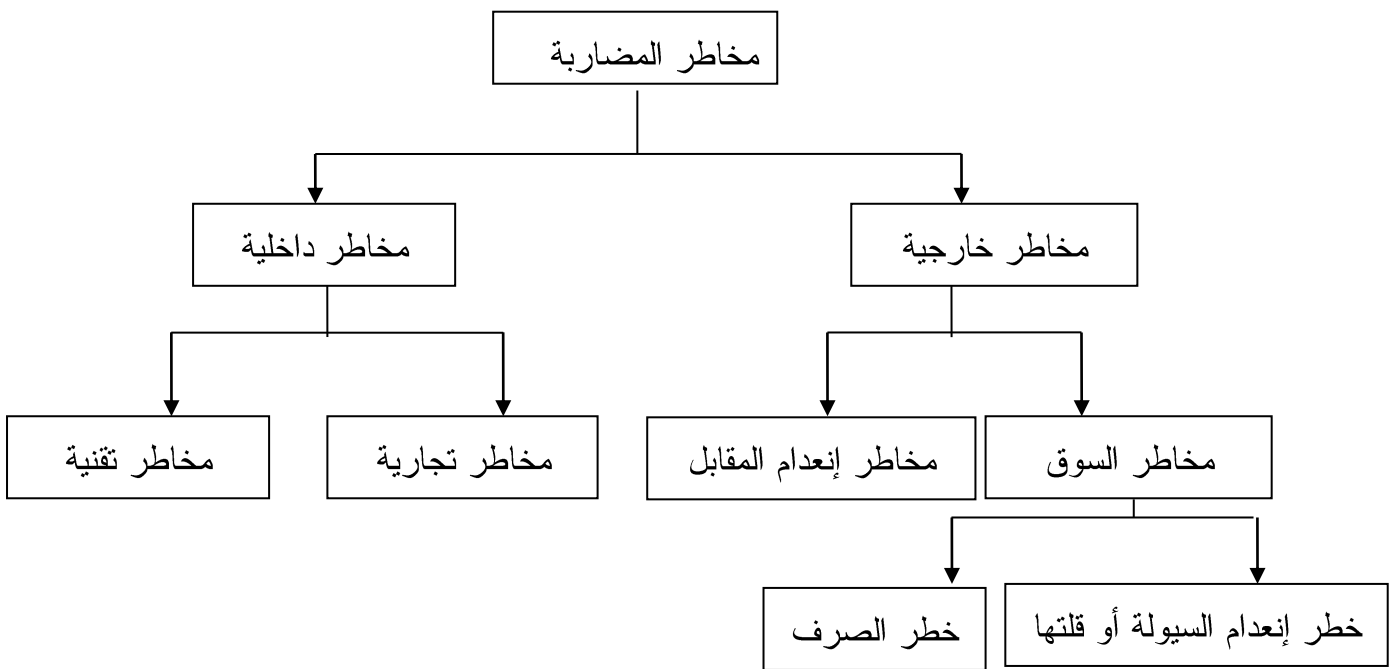 مخاطر المضاربة
مخاطر خارجية
مخاطر داخلية
مخاطر السوق
مخاطر إنعدام المقابل
مخاطر تجارية
مخاطر تقنية
خطر إنعدام السيولة أو قلتها
خطر الصرف